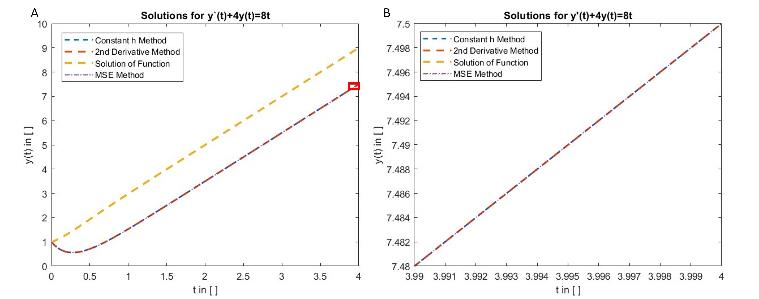 A
Solutions for y`(t)+4y(t)=8t
Constant h Method
2nd Derivative Method
Solution of Function
MSE Method
y(t) in [ ]
10
9
8
7
6
5
4
3
2
1
0
0 0.5 1 1.5 2 2.5 3 3.5 4
t in [ ]
B
Solutions for y'(t)+4y(t)=8t
Constant h Method
2nd Derivative Method
Solution of Function
MSE Method
y(t) in [ ]
7.5
7.498
7.496
7.494
7.492
7.49
7.488
7.486
7.484
7.482
7.48
3.99 3.991 3.992 3.993 3.994 3.995 3.996 3.997 3.998 3.999 4
t in [ ]